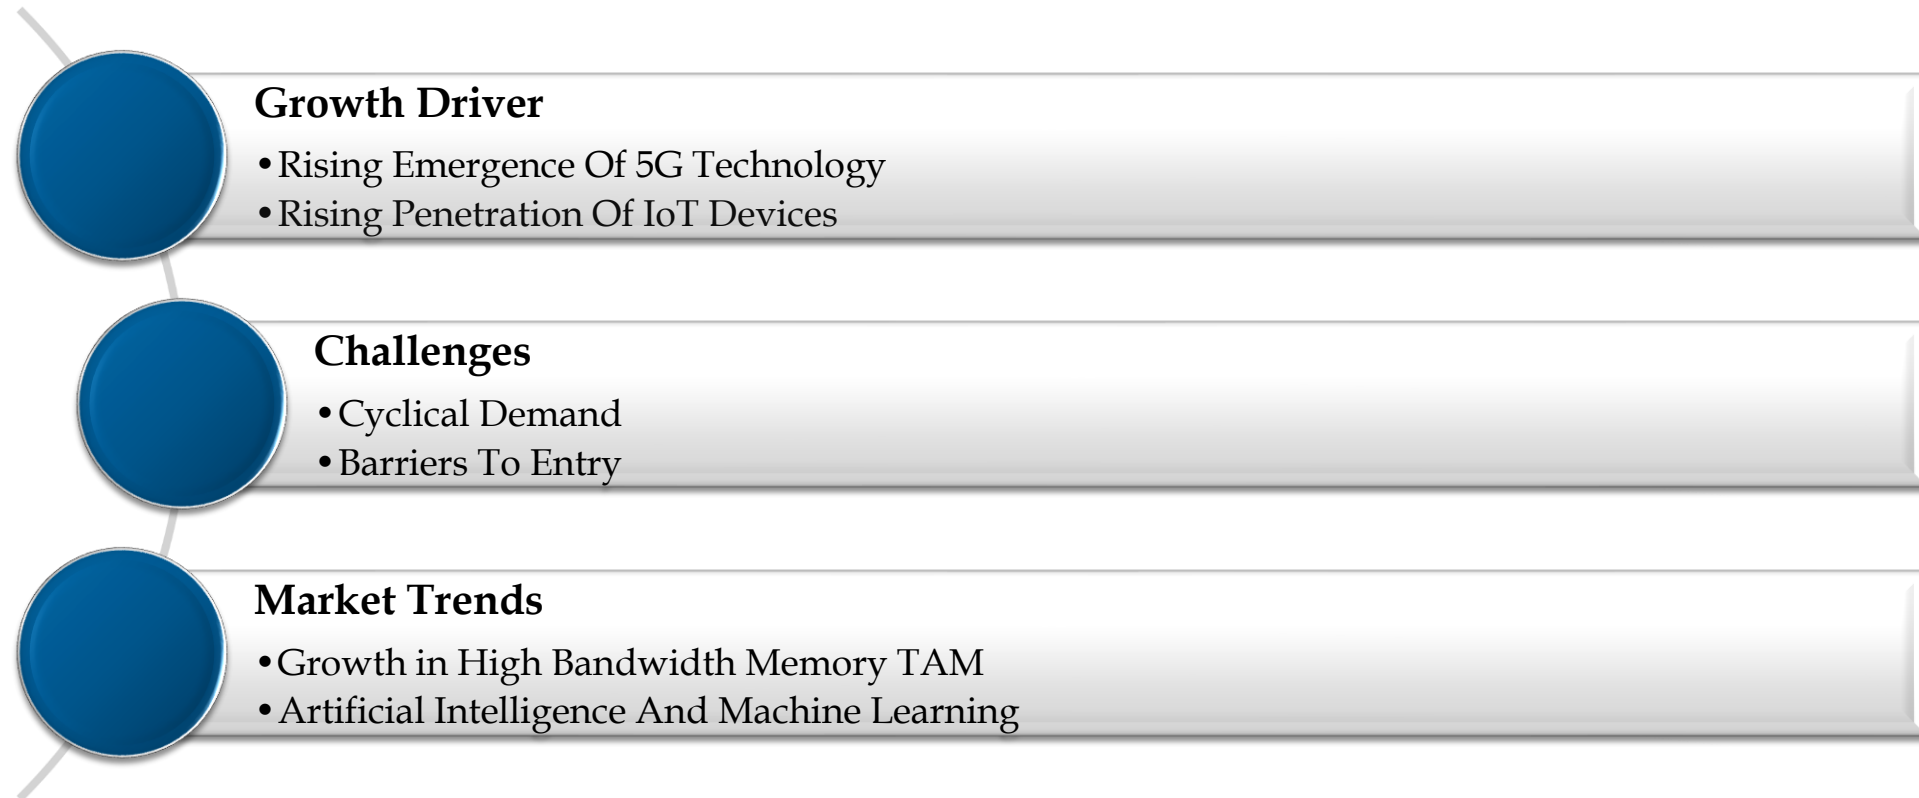 Growth Driver
•Rising Emergence Of 5G Technology
•Rising Penetration Of IoT Devices
Challenges
•Cyclical Demand
•Barriers To Entry
Market Trends
•Growth in High Bandwidth Memory TAM
•Artificial Intelligence And Machine Learning